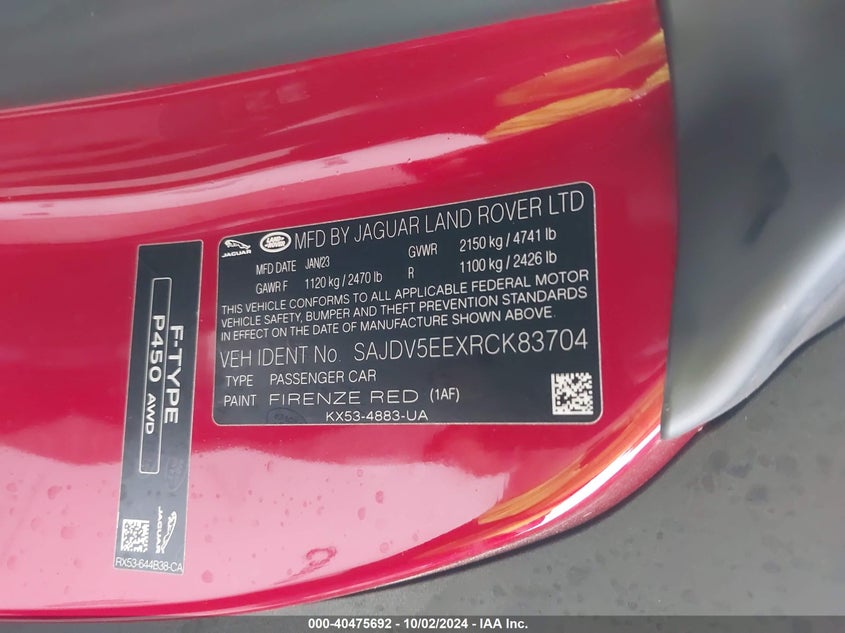 JAGUAR
LAND ROVER
MFD BY JAGUAR LAND ROVER LTD
MFD DATE JAN/23 GVWR 2150 kg / 4741 lb
GAWR F 1120 kg / 2470 lb R 1100 kg / 2426 lb
THIS VEHICLE CONFORMS TO ALL APPLICABLE FEDERAL MOTOR
VEHICLE SAFETY, BUMPER AND THEFT PREVENTION STANDARDS
IN EFFECT ON THE DATE OF MANUFACTURE SHOWN ABOVE.
VEH IDENT No. SAJDV5EEXRCK83704
TYPE PASSENGER CAR
PAINT FIRENZE RED (1AF)
KX53-4883-UA
F-TYPE
P450 AWD
JAGUAR
RX53-644B38-CA
000-40475692 - 10/02/2024 - IAA Inc.